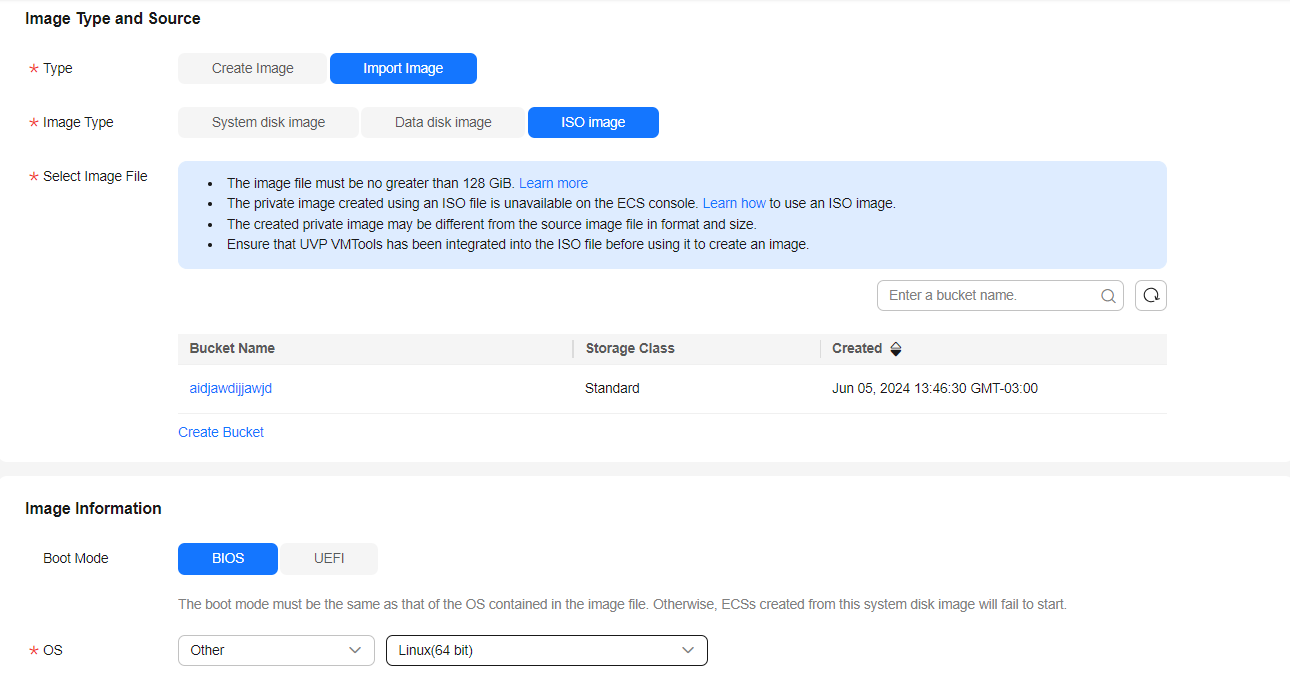 Image Type and Source
* Type Create Image Import Image
* Image Type System disk image Data disk image ISO image
* Select Image File
• The image file must be no greater than 128 GiB. Learn more
• The private image created using an ISO file is unavailable on the ECS console. Learn how to use an ISO image.
• The created private image may be different from the source image file in format and size.
• Ensure that UVP VMTools has been integrated into the ISO file before using it to create an image.
Enter a bucket name.
Bucket Name Storage Class Created
aidjawdijjawjd Standard Jun 05, 2024 13:46:30 GMT-03:00
Create Bucket
Image Information
Boot Mode BIOS UEFI
The boot mode must be the same as that of the OS contained in the image file. Otherwise, ECSs created from this system disk image will fail to start.
* OS Other Linux(64 bit)